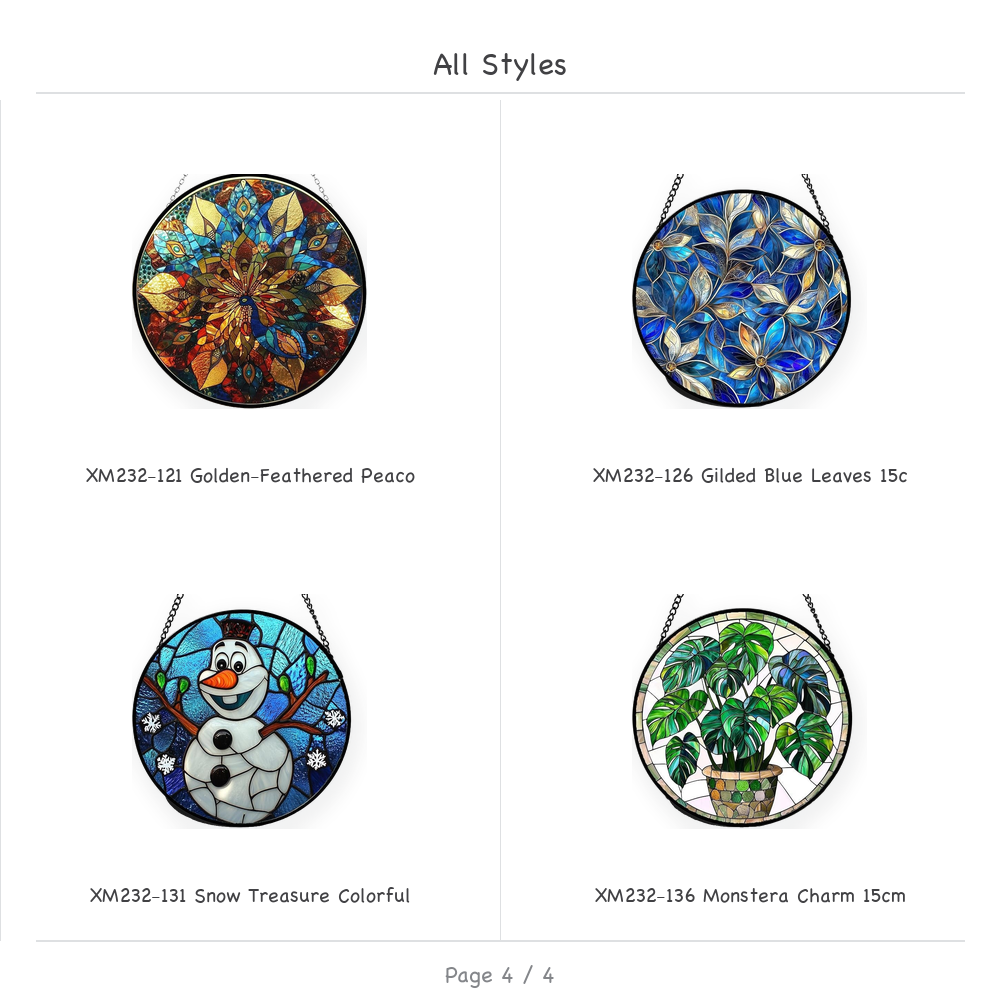 All Styles
XM232-121 Golden-Feathered Peaco
XM232-126 Gilded Blue Leaves 15c
XM232-131 Snow Treasure Colorful
XM232-136 Monstera Charm 15cm
Page 4 / 4